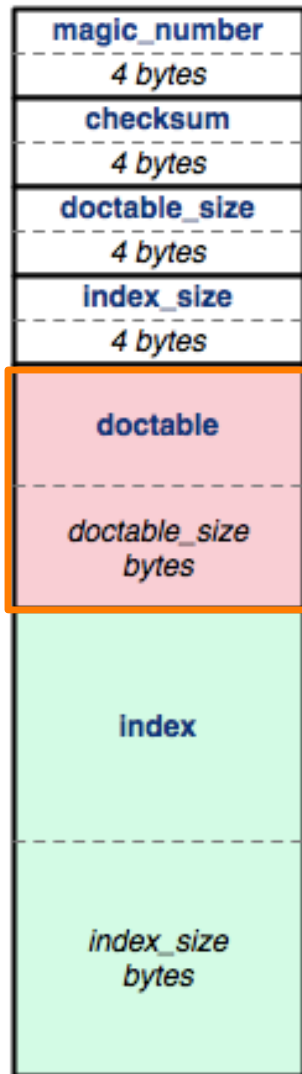 magic_number
4 bytes
checksum
4 bytes
doctable_size
4 bytes
index_size
4 bytes
doctable
doctable_size
bytes
index
index_size
bytes